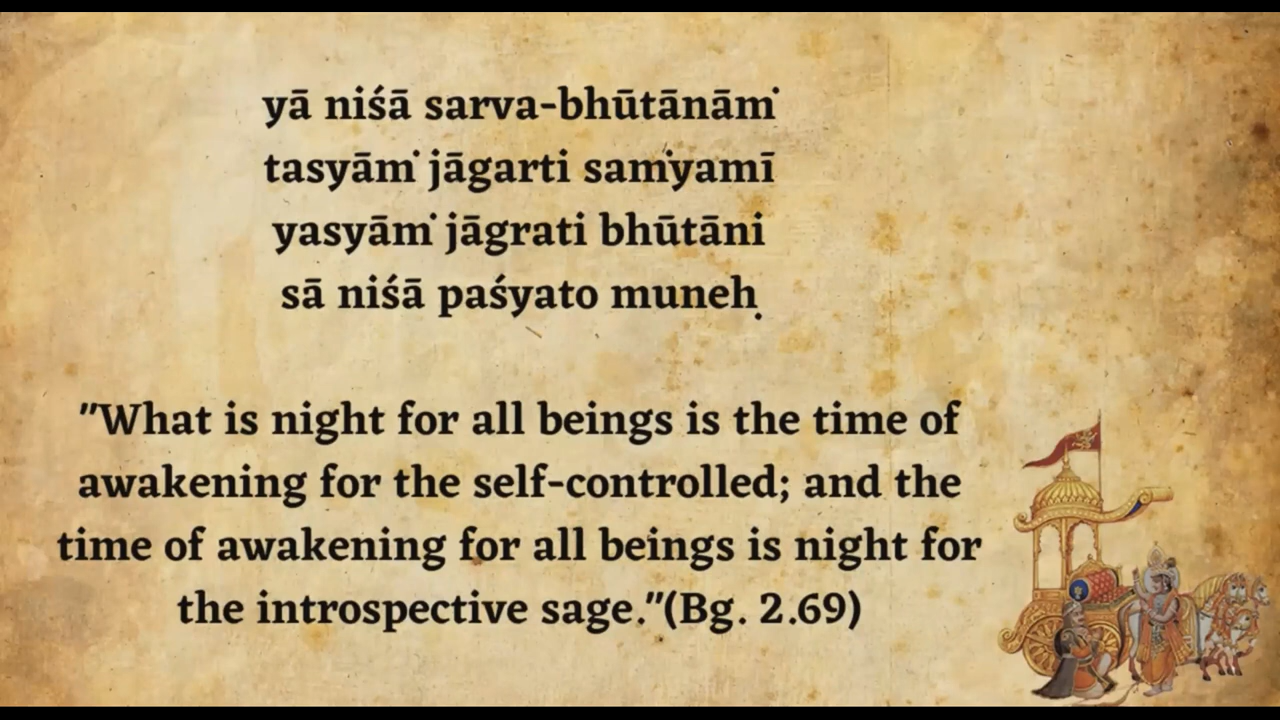 yā niśā sarva-bhūtānāṁ
tasyāṁ jāgarti saṁyamī
yasyāṁ jāgrati bhūtāni
sā niśā paśyato muneḥ
"What is night for all beings is the time of
awakening for the self-controlled; and the
time of awakening for all beings is night for
the introspective sage."(Bg. 2.69)